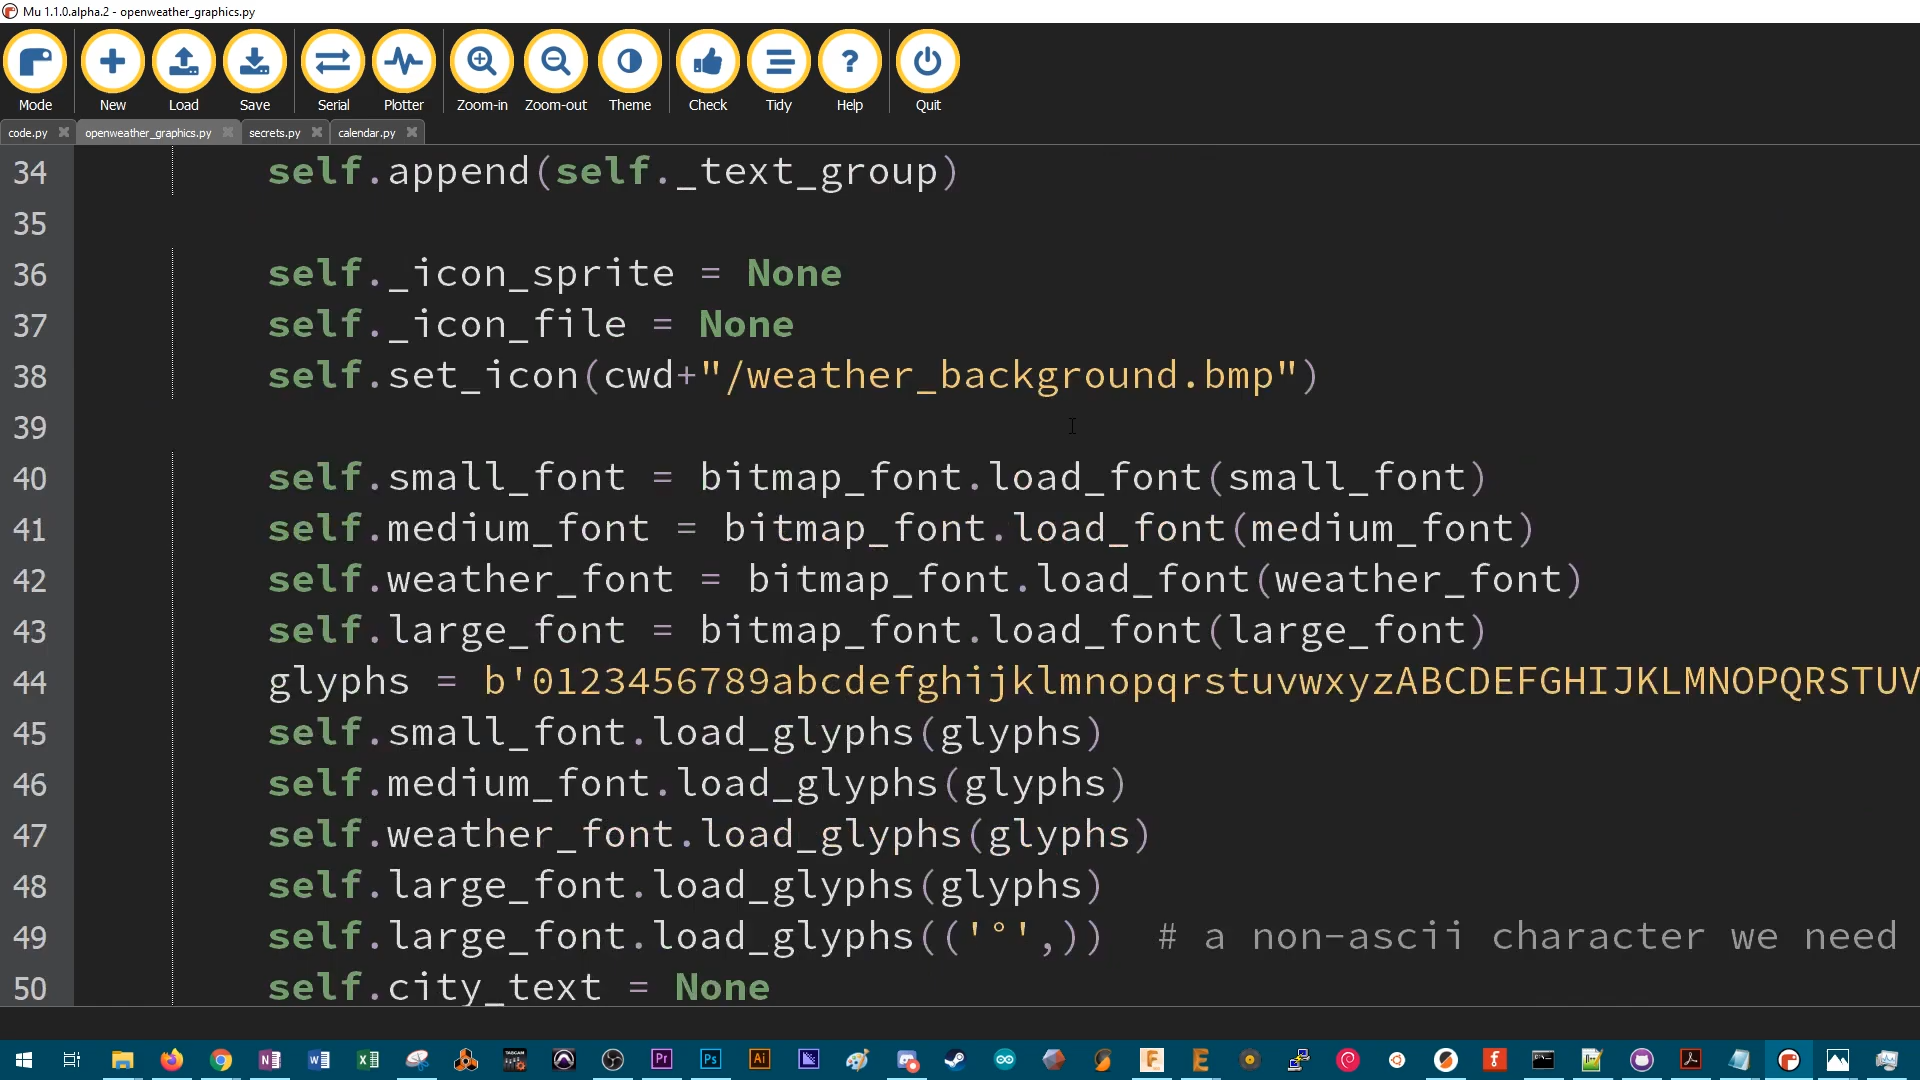 Mu 1.1.0.alpha.2 - openweather_graphics.py
Mode New Load Save Serial Plotter Zoom-in Zoom-out Theme Check Tidy Help Quit
code.py openweather_graphics.py secrets.py calendar.py
34 self.append(self._text_group)
35
36 self._icon_sprite = None
37 self._icon_file = None
38 self.set_icon(cwd+"/weather_background.bmp")
39
40 self.small_font = bitmap_font.load_font(small_font)
41 self.medium_font = bitmap_font.load_font(medium_font)
42 self.weather_font = bitmap_font.load_font(weather_font)
43 self.large_font = bitmap_font.load_font(large_font)
44 glyphs = b'0123456789abcdefghijklmnopqrstuvwxyzABCDEFGHIJKLMNOPQRSTUV
45 self.small_font.load_glyphs(glyphs)
46 self.medium_font.load_glyphs(glyphs)
47 self.weather_font.load_glyphs(glyphs)
48 self.large_font.load_glyphs(glyphs)
49 self.large_font.load_glyphs(('°',)) # a non-ascii character we need
50 self.city_text = None